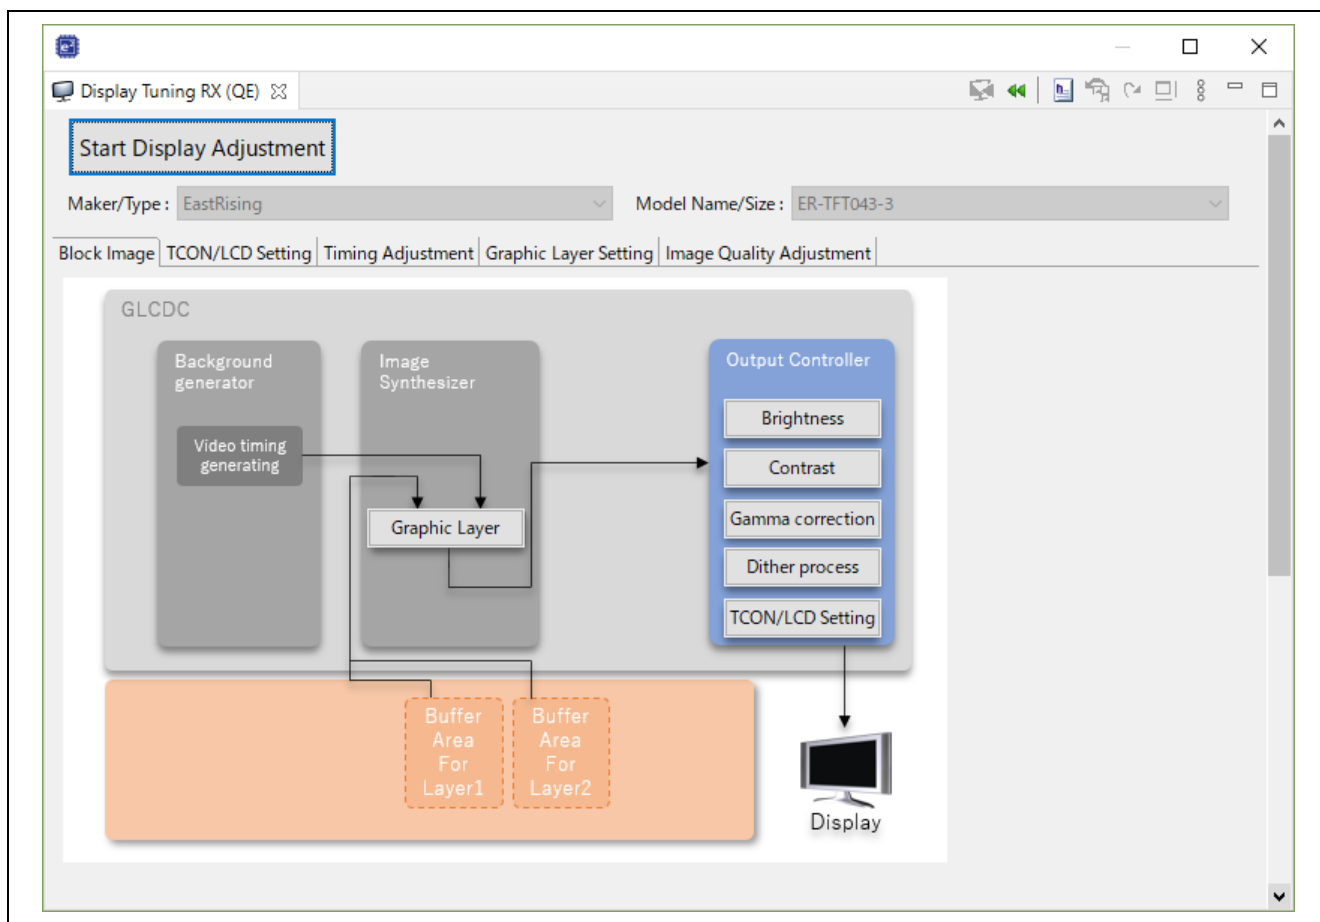 Display Tuning RX (QE)
Start Display Adjustment
Maker/Type : EastRising Model Name/Size : ER-TFT043-3
Block Image TCON/LCD Setting Timing Adjustment Graphic Layer Setting Image Quality Adjustment
GLCDC
Background
generator
Video timing
generating
Image
Synthesizer
Graphic Layer
Output Controller
Brightness
Contrast
Gamma correction
Dither process
TCON/LCD Setting
Buffer
Area
For
Layer1
Buffer
Area
For
Layer2
Display